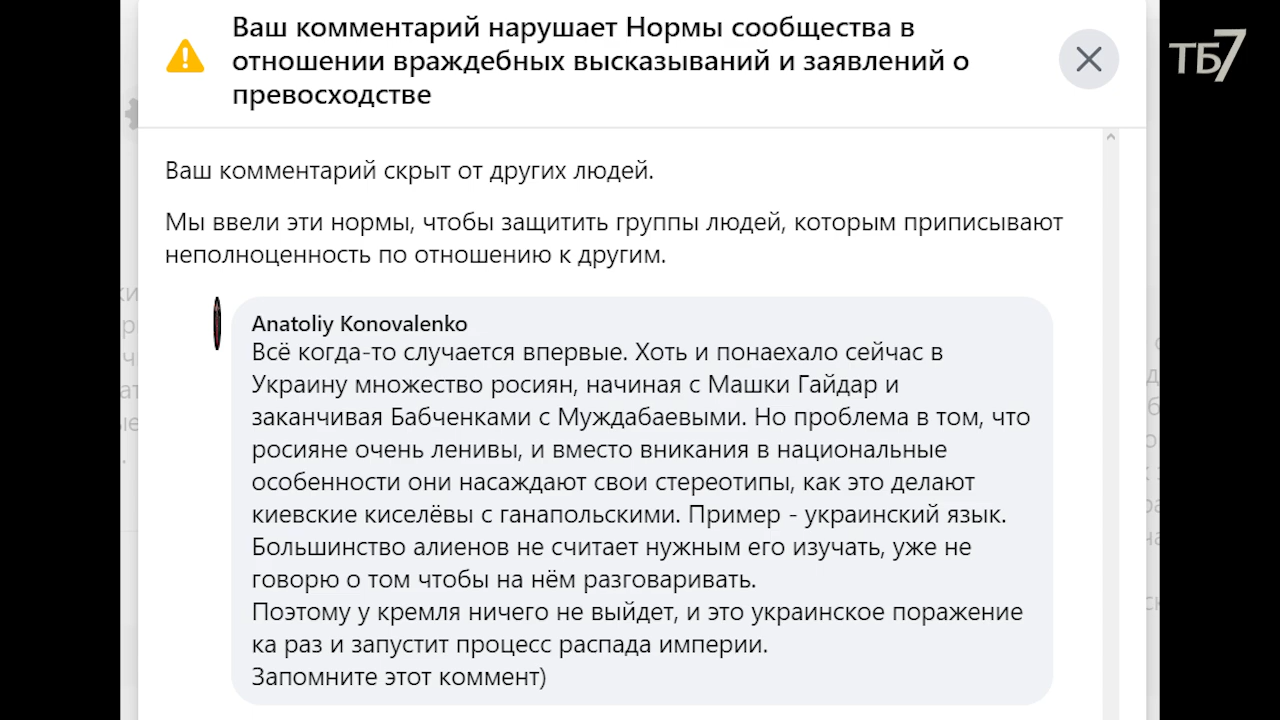 Ваш комментарий нарушает Нормы сообщества в
отношении враждебных высказываний и заявлений о
превосходстве
ТБ7
Ваш комментарий скрыт от других людей.
Мы ввели эти нормы, чтобы защитить группы людей, которым приписывают
неполноценность по отношению к другим.
Anatoliy Konovalenko
Всё когда-то случается впервые. Хоть и понаехало сейчас в
Украину множество росиян, начиная с Машки Гайдар и
заканчивая Бабченками с Муждабаевыми. Но проблема в том, что
росияне очень ленивы, и вместо вникания в национальные
особенности они насаждают свои стереотипы, как это делают
киевские киселёвы с ганапольскими. Пример - украинский язык.
Большинство алиенов не считает нужным его изучать, уже не
говорю о том чтобы на нём разговаривать.
Поэтому у кремля ничего не выйдет, и это украинское поражение
ка раз и запустит процесс распада империи.
Запомните этот коммент)